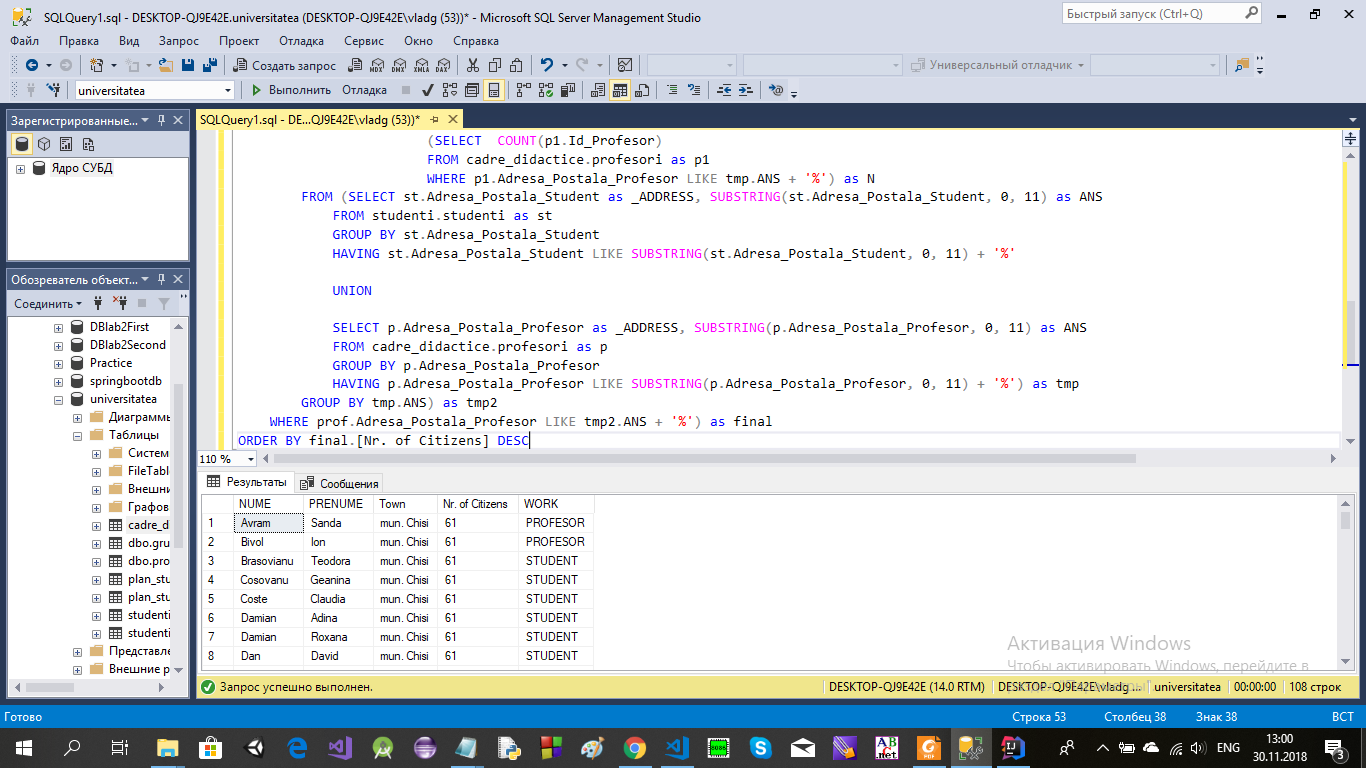 SQLQuery1.sql - DESKTOP-QJ9E42E.universitatea (DESKTOP-QJ9E42E\vladg (53))* - Microsoft SQL Server Management Studio
Быстрый запуск (Ctrl+Q)
Файл Правка Вид Запрос Проект Отладка Сервис Окно Справка
Создать запрос MDX DMX XMLA DAX Универсальный отладчик
universitatea Выполнить Отладка
Зарегистрированные...
Ядро СУБД
Обозреватель объект...
Соединить
DBlab2First
DBlab2Second
Practice
springbootdb
universitatea
Диаграммы
Таблицы
Систем
FileTabl
Внешни
Графов
cadre_d
dbo.gru
dbo.pro
plan_stu
plan_stu
studenti
studenti
Представле
Внешние р
SQLQuery1.sql - DE...QJ9E42E\vladg (53))*
(SELECT  COUNT(p1.Id_Profesor)
FROM cadre_didactice.profesori as p1
WHERE p1.Adresa_Postala_Profesor LIKE tmp.ANS + '%') as N
FROM (SELECT st.Adresa_Postala_Student as _ADDRESS, SUBSTRING(st.Adresa_Postala_Student, 0, 11) as ANS
FROM studenti.studenti as st
GROUP BY st.Adresa_Postala_Student
HAVING st.Adresa_Postala_Student LIKE SUBSTRING(st.Adresa_Postala_Student, 0, 11) + '%'
UNION
SELECT p.Adresa_Postala_Profesor as _ADDRESS, SUBSTRING(p.Adresa_Postala_Profesor, 0, 11) as ANS
FROM cadre_didactice.profesori as p
GROUP BY p.Adresa_Postala_Profesor
HAVING p.Adresa_Postala_Profesor LIKE SUBSTRING(p.Adresa_Postala_Profesor, 0, 11) + '%') as tmp
GROUP BY tmp.ANS) as tmp2
WHERE prof.Adresa_Postala_Profesor LIKE tmp2.ANS + '%') as final
ORDER BY final.[Nr. of Citizens] DESC
110 %
Результаты Сообщения
NUME PRENUME Town Nr. of Citizens WORK
1 Avram Sanda mun. Chisi 61 PROFESOR
2 Bivol Ion mun. Chisi 61 PROFESOR
3 Brasovianu Teodora mun. Chisi 61 STUDENT
4 Cosovanu Geanina mun. Chisi 61 STUDENT
5 Coste Claudia mun. Chisi 61 STUDENT
6 Damian Adina mun. Chisi 61 STUDENT
7 Damian Roxana mun. Chisi 61 STUDENT
8 Dan David mun. Chisi 61 STUDENT
Активация Windows
Чтобы активировать Windows, перейдите в
Запрос успешно выполнен. DESKTOP-QJ9E42E (14.0 RTM) DESKTOP-QJ9E42E\vladg ... universitatea 00:00:00 108 строк
Готово Строка 53 Столбец 38 Знак 38 ВСТ
ENG 13:00
30.11.2018 3